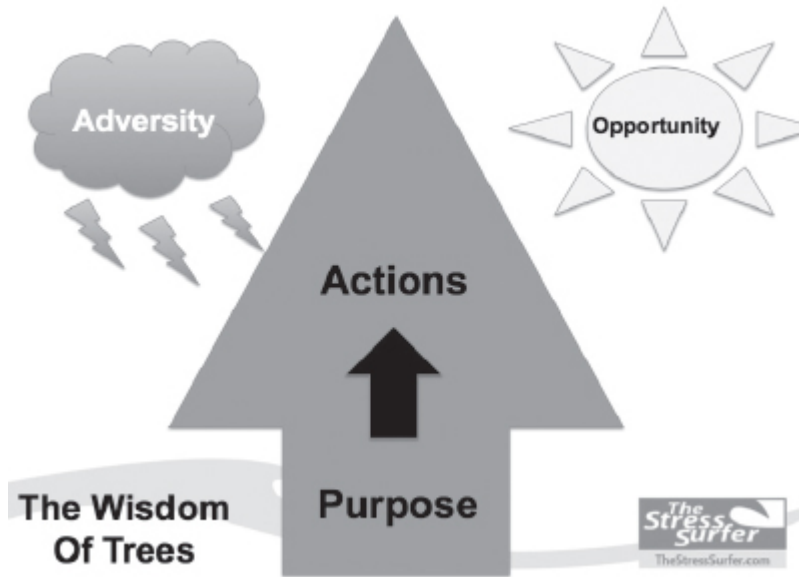 Adversity
Opportunity
Actions
Purpose
The Wisdom
Of Trees
The
Stress
Surfer
TheStressSurfer.com